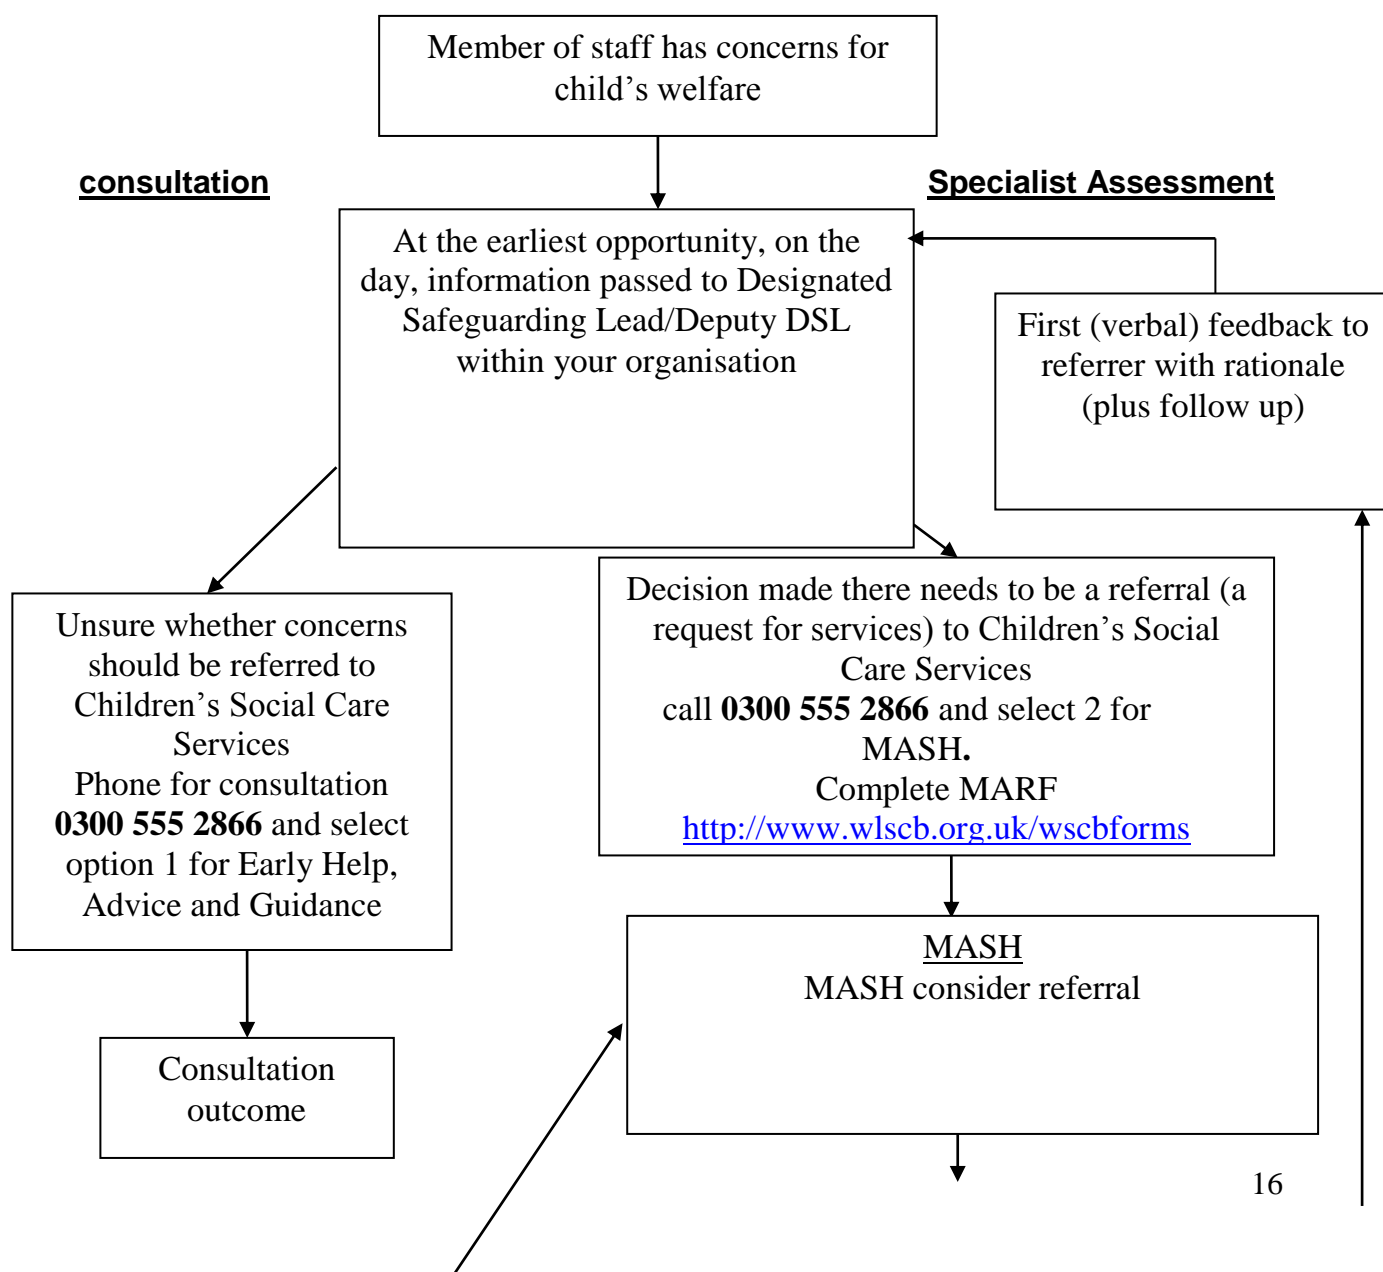 Member of staff has concerns for
child’s welfare
consultation
Specialist Assessment
At the earliest opportunity, on the
day, information passed to Designated
Safeguarding Lead/Deputy DSL
within your organisation
First (verbal) feedback to
referrer with rationale
(plus follow up)
Unsure whether concerns
should be referred to
Children’s Social Care
Services
Phone for consultation
0300 555 2866 and select
option 1 for Early Help,
Advice and Guidance
Decision made there needs to be a referral (a
request for services) to Children’s Social
Care Services
call 0300 555 2866 and select 2 for
MASH.
Complete MARF
http://www.wlscb.org.uk/wscbforms
MASH
MASH consider referral
Consultation
outcome
16